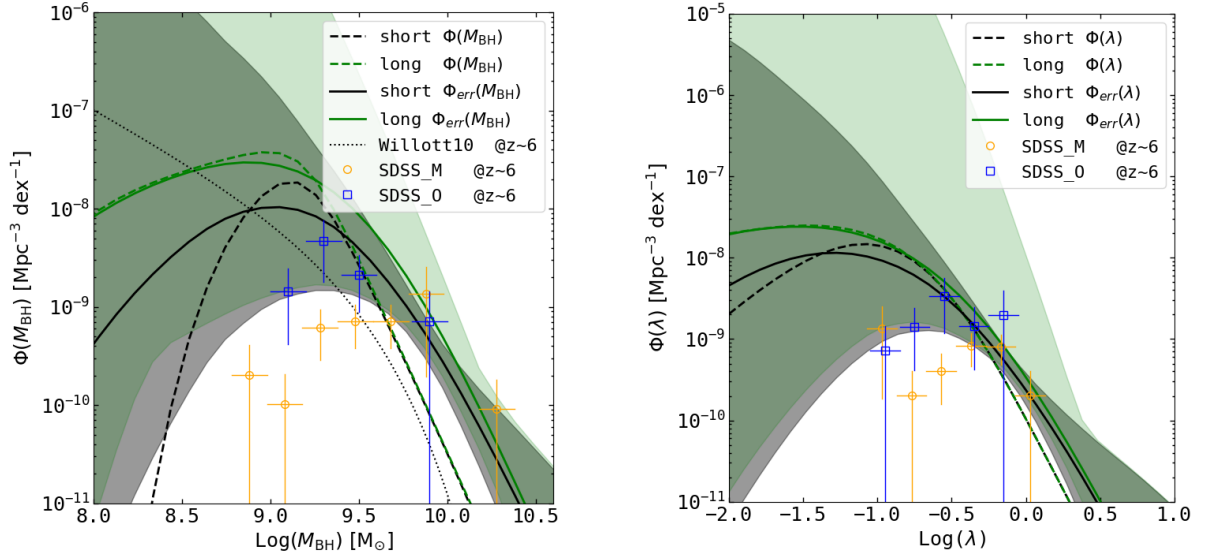 10⁻⁶
10⁻⁷
10⁻⁸
10⁻⁹
10⁻¹⁰
10⁻¹¹
Φ(M_BH) [Mpc⁻³ dex⁻¹]
short Φ(M_BH)
long Φ(M_BH)
short Φ_err(M_BH)
long Φ_err(M_BH)
Willott10 @z~6
SDSS_M @z~6
SDSS_O @z~6
8.0 8.5 9.0 9.5 10.0 10.5
Log(M_BH) [M_⊙]
10⁻⁵
10⁻⁶
10⁻⁷
10⁻⁸
10⁻⁹
10⁻¹⁰
10⁻¹¹
Φ(λ) [Mpc⁻³ dex⁻¹]
short Φ(λ)
long Φ(λ)
short Φ_err(λ)
long Φ_err(λ)
SDSS_M @z~6
SDSS_O @z~6
−2.0 −1.5 −1.0 −0.5 0.0 0.5 1.0
Log(λ)